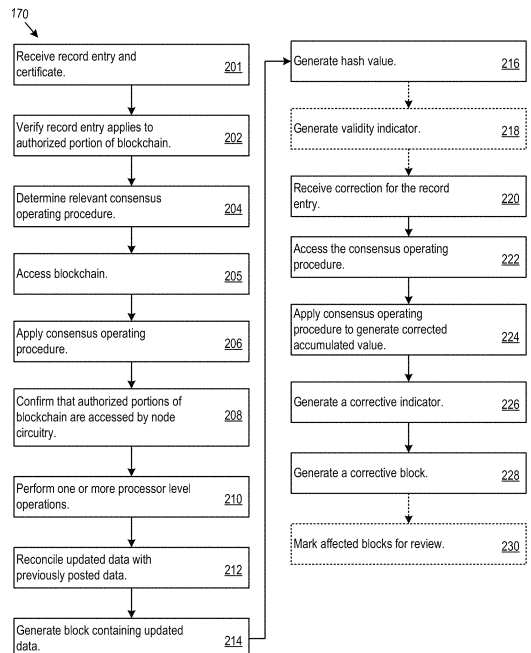 170
Receive record entry and
certificate.
201
Verify record entry applies to
authorized portion of blockchain.
202
Determine relevant consensus
operating procedure.
204
Access blockchain.
205
Apply consensus operating
procedure.
206
Confirm that authorized portions of
blockchain are accessed by node
circuitry.
208
Perform one or more processor level
operations.
210
Reconcile updated data with
previously posted data.
212
Generate block containing updated
data.
214
Generate hash value.
216
Generate validity indicator.
218
Receive correction for the record
entry.
220
Access the consensus operating
procedure.
222
Apply consensus operating
procedure to generate corrected
accumulated value.
224
Generate a corrective indicator.
226
Generate a corrective block.
228
Mark affected blocks for review.
230